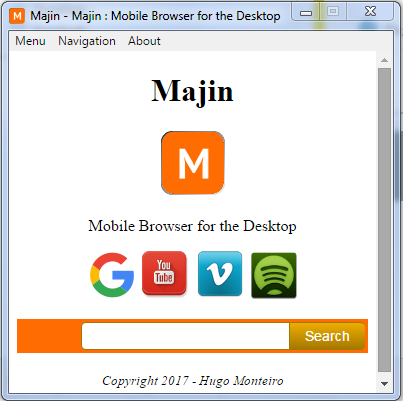 M Majin - Majin : Mobile Browser for the Desktop
Menu Navigation About
Majin
M
Mobile Browser for the Desktop
G You Tube V
Search
Copyright 2017 - Hugo Monteiro